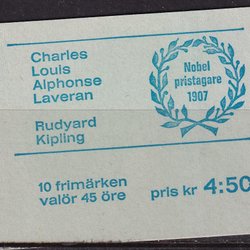 Charles
Louis
Alphonse
Laveran
Rudyard
Kipling
Nobel
pristagare
1907
10 frimärken
valör 45 öre
pris kr 4:50